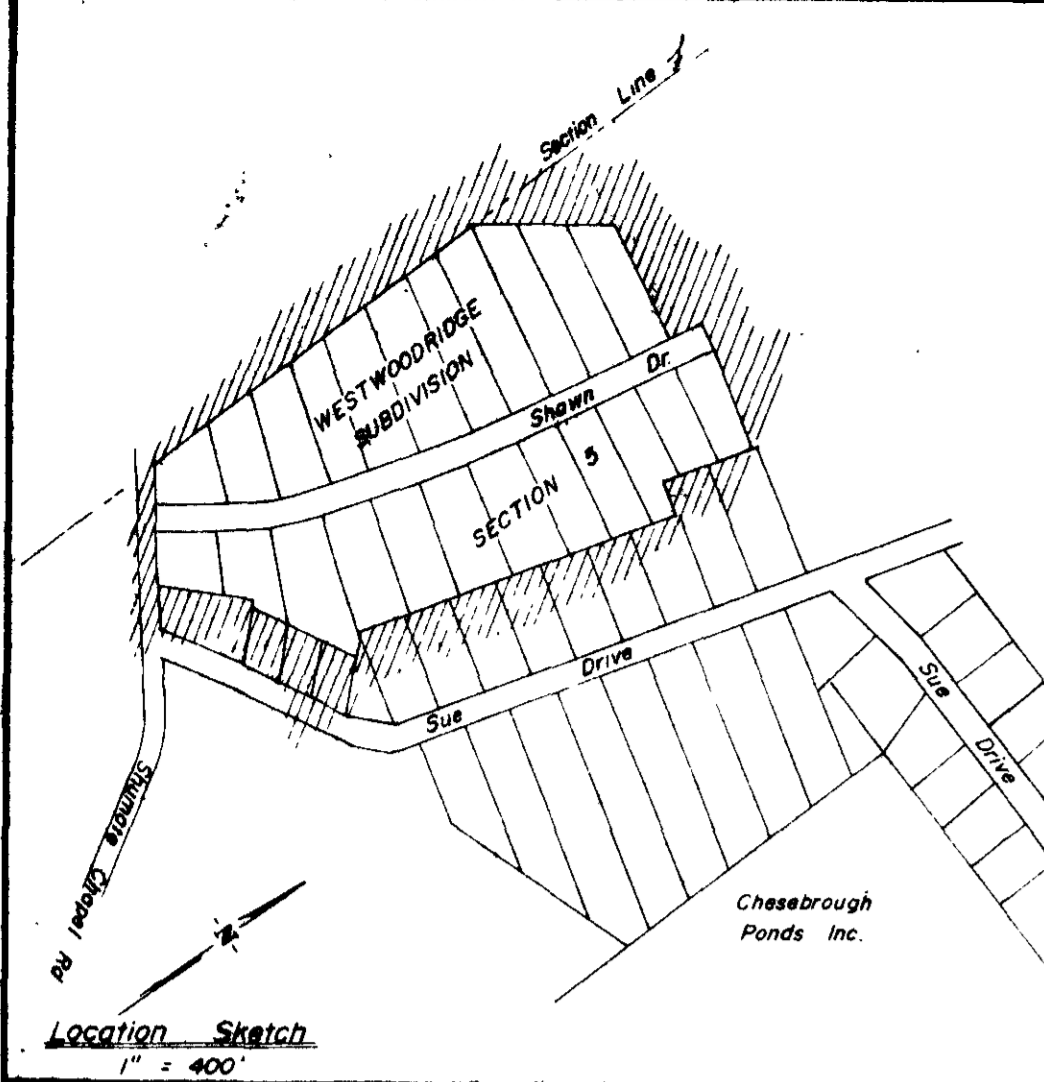 Section Line
WESTWOODRIDGE
SUBDIVISION
Shawn Dr.
SECTION 5
Sue Drive
Sue Drive
Shumate Chapel Rd
N
Chesebrough
Ponds Inc.
Location Sketch
1" = 400'